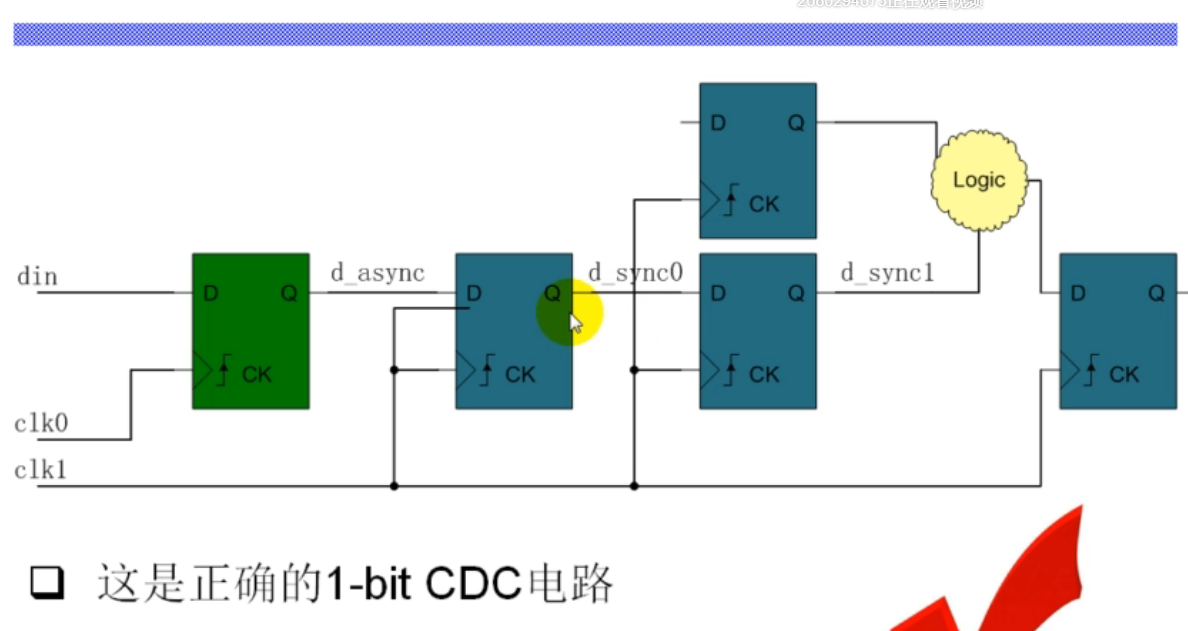 D Q
CK
Logic
din
D Q
CK
d_async
D Q
CK
d_sync0
D Q
CK
d_sync1
D Q
CK
clk0
clk1
这是正确的1-bit CDC电路